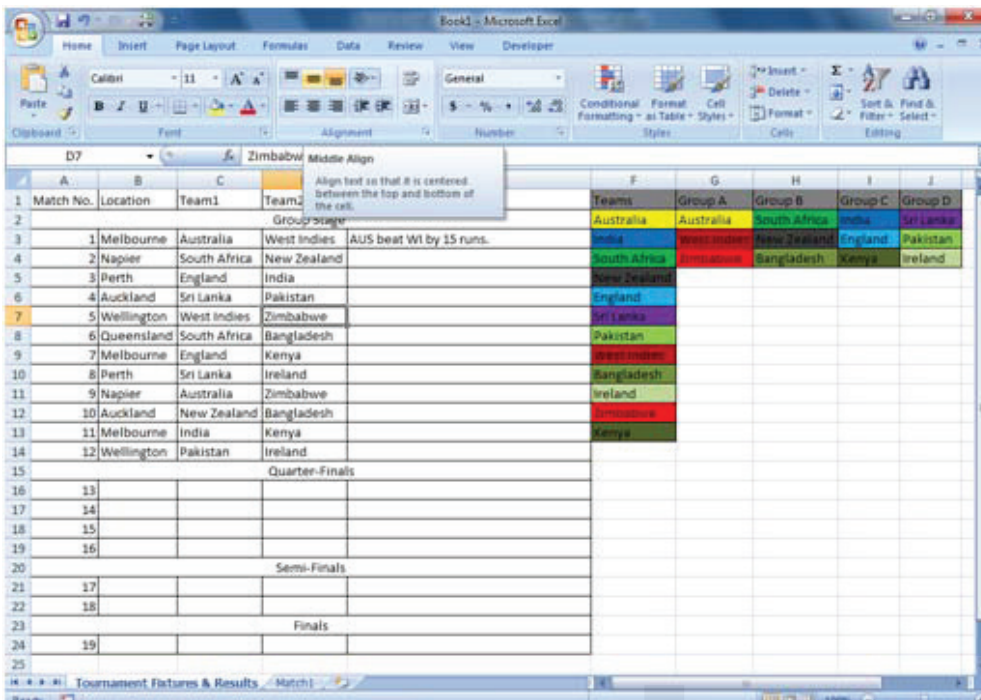 Book1 - Microsoft Excel
Home Insert Page Layout Formulas Data Review View Developer
Paste Calibri 11 A A General Conditional Formatting Format as Table Cell Styles Insert Delete Format Σ Sort & Filter Find & Select
B I U A $ %
Clipboard Font Alignment Number Styles Cells Editing
D7 fx Zimbabw
Middle Align
Align text so that it is centered
between the top and bottom of
the cell.
A B C F G H I J
1 Match No. Location Team1 Team2 Teams Group A Group B Group C Group D
2 Group Stage Australia Australia South Africa India Sri Lanka
3 1 Melbourne Australia West Indies AUS beat WI by 15 runs. India West Indies New Zealand England Pakistan
4 2 Napier South Africa New Zealand South Africa Zimbabwe Bangladesh Kenya Ireland
5 3 Perth England India New Zealand
6 4 Auckland Sri Lanka Pakistan England
7 5 Wellington West Indies Zimbabwe Sri Lanka
8 6 Queensland South Africa Bangladesh Pakistan
9 7 Melbourne England Kenya West Indies
10 8 Perth Sri Lanka Ireland Bangladesh
11 9 Napier Australia Zimbabwe Ireland
12 10 Auckland New Zealand Bangladesh Zimbabwe
13 11 Melbourne India Kenya Kenya
14 12 Wellington Pakistan Ireland
15 Quarter-Finals
16 13
17 14
18 15
19 16
20 Semi-Finals
21 17
22 18
23 Finals
24 19
25
Tournament Fixtures & Results Match1